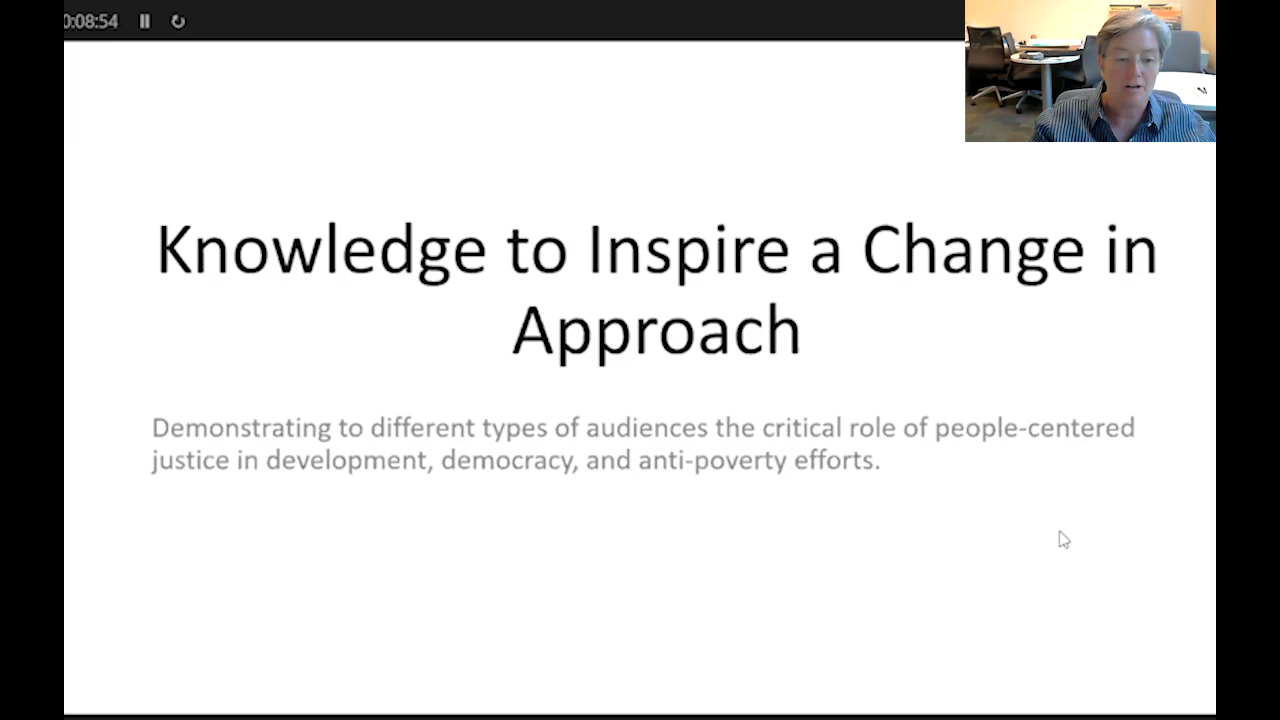 0:08:54
Knowledge to Inspire a Change in
Approach
Demonstrating to different types of audiences the critical role of people-centered
justice in development, democracy, and anti-poverty efforts.